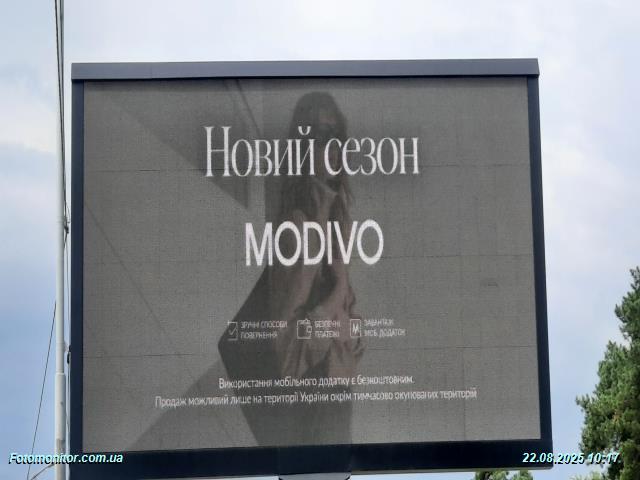 Новий сезон
MODIVO
ЗРУЧНІ СПОСОБИ
ПОВЕРНЕННЯ
БЕЗПЕЧНІ
ПЛАТЕЖІ
ЗАВАНТАЖ
МОБ. ДОДАТОК
Використання мобільного додатку є безкоштовним.
Продаж можливий лише на території України окрім тимчасово окупованих територій
Fotomonitor.com.ua
22.08.2025 10:17